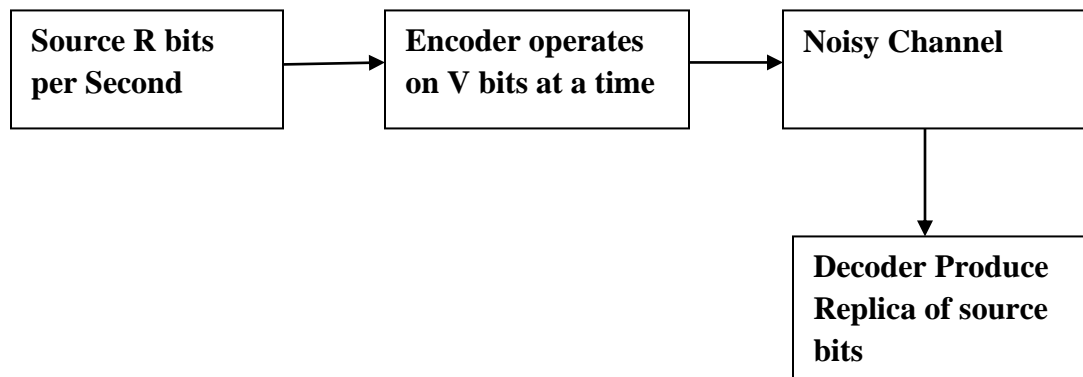 Source R bits
per Second
Encoder operates
on V bits at a time
Noisy Channel
Decoder Produce
Replica of source
bits